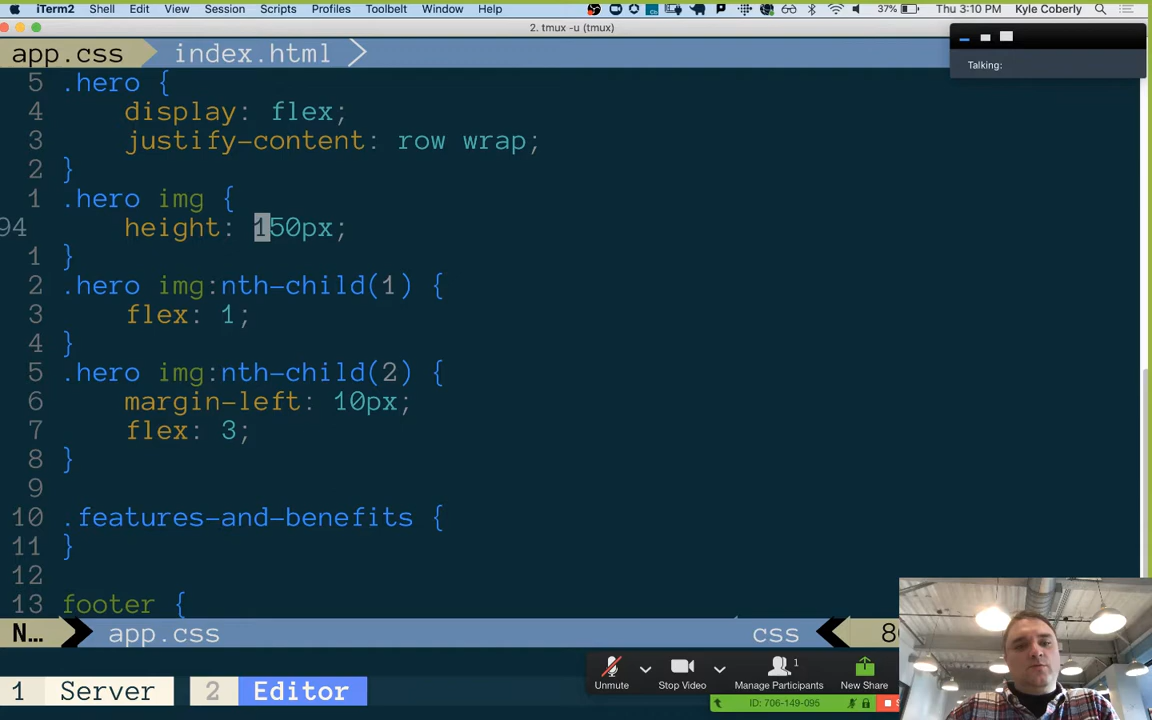 iTerm2 Shell Edit View Session Scripts Profiles Toolbelt Window Help 37% Thu 3:10 PM Kyle Coberly
2. tmux -u (tmux)
app.css index.html
Talking:
5 .hero {
4 display: flex;
3 justify-content: row wrap;
2 }
1 .hero img {
94 height: 150px;
1 }
2 .hero img:nth-child(1) {
3 flex: 1;
4 }
5 .hero img:nth-child(2) {
6 margin-left: 10px;
7 flex: 3;
8 }
9
10 .features-and-benefits {
11 }
12
13 footer {
N... app.css css 8
Unmute Stop Video 1 Manage Participants New Share
ID: 706-149-095
1 Server 2 Editor